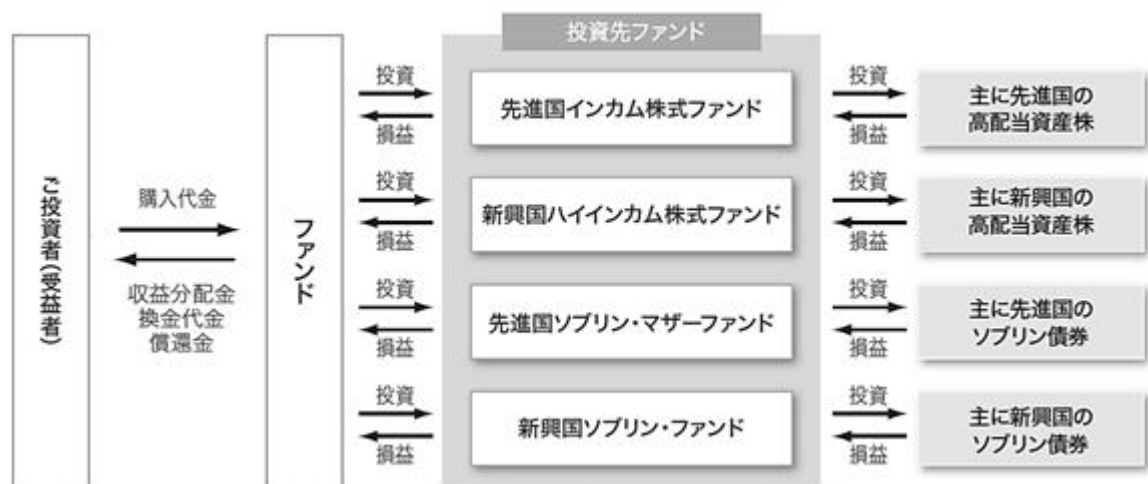 投資先ファンド
ご投資者(受益者)
購入代金
収益分配金
換金代金
償還金
ファンド
投資
損益
先進国インカム株式ファンド
投資
損益
主に先進国の
高配当資産株
投資
損益
新興国ハイインカム株式ファンド
投資
損益
主に新興国の
高配当資産株
投資
損益
先進国ソブリン・マザーファンド
投資
損益
主に先進国の
ソブリン債券
投資
損益
新興国ソブリン・ファンド
投資
損益
主に新興国の
ソブリン債券